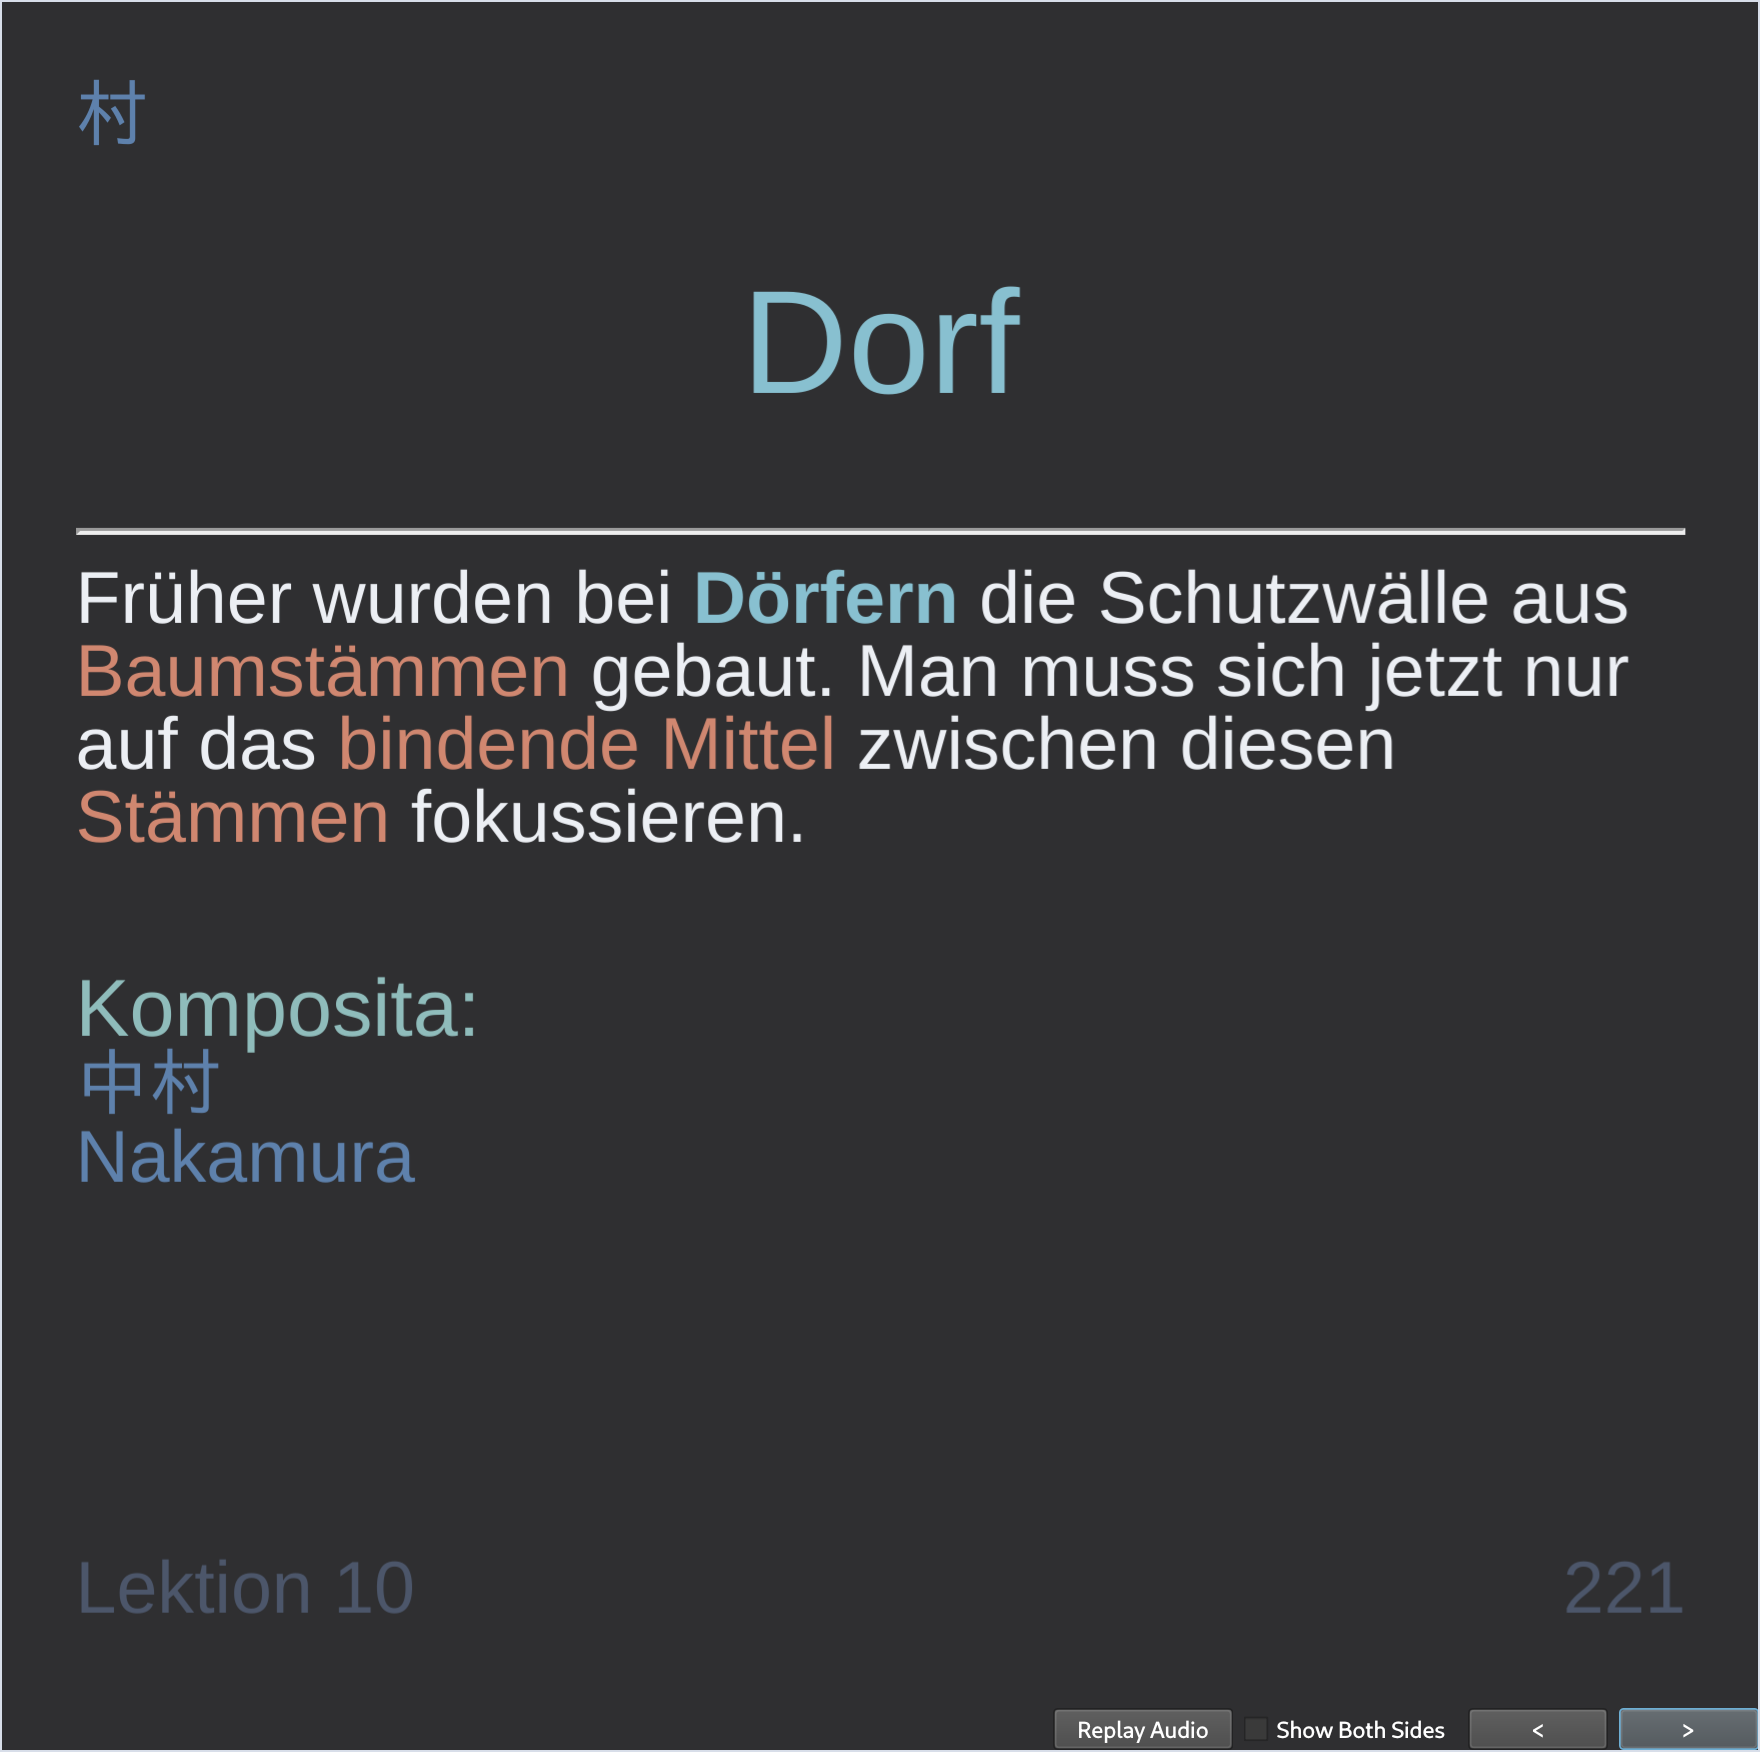 村
Dorf
Früher wurden bei Dörfern die Schutzwälle aus
Baumstämmen gebaut. Man muss sich jetzt nur
auf das bindende Mittel zwischen diesen
Stämmen fokussieren.
Komposita:
中村
Nakamura
Lektion 10 221
Replay Audio Show Both Sides < >